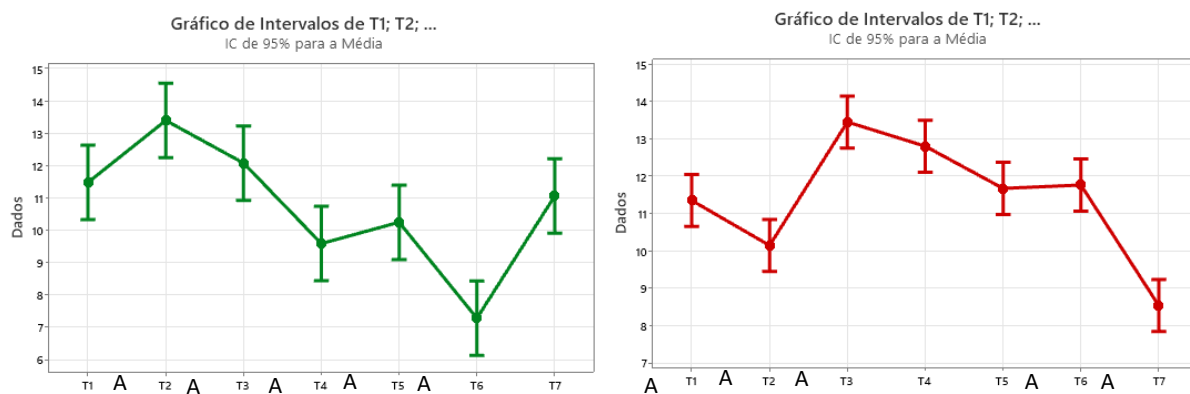 Gráfico de Intervalos de T1; T2; ...
IC de 95% para a Média
15
14
13
12
11
10
9
8
7
6
Dados
T1 A T2 A T3 A T4 A T5 A T6 T7
Gráfico de Intervalos de T1; T2; ...
IC de 95% para a Média
15
14
13
12
11
10
9
8
7
Dados
A T1 A T2 A T3 T4 T5 A T6 A T7